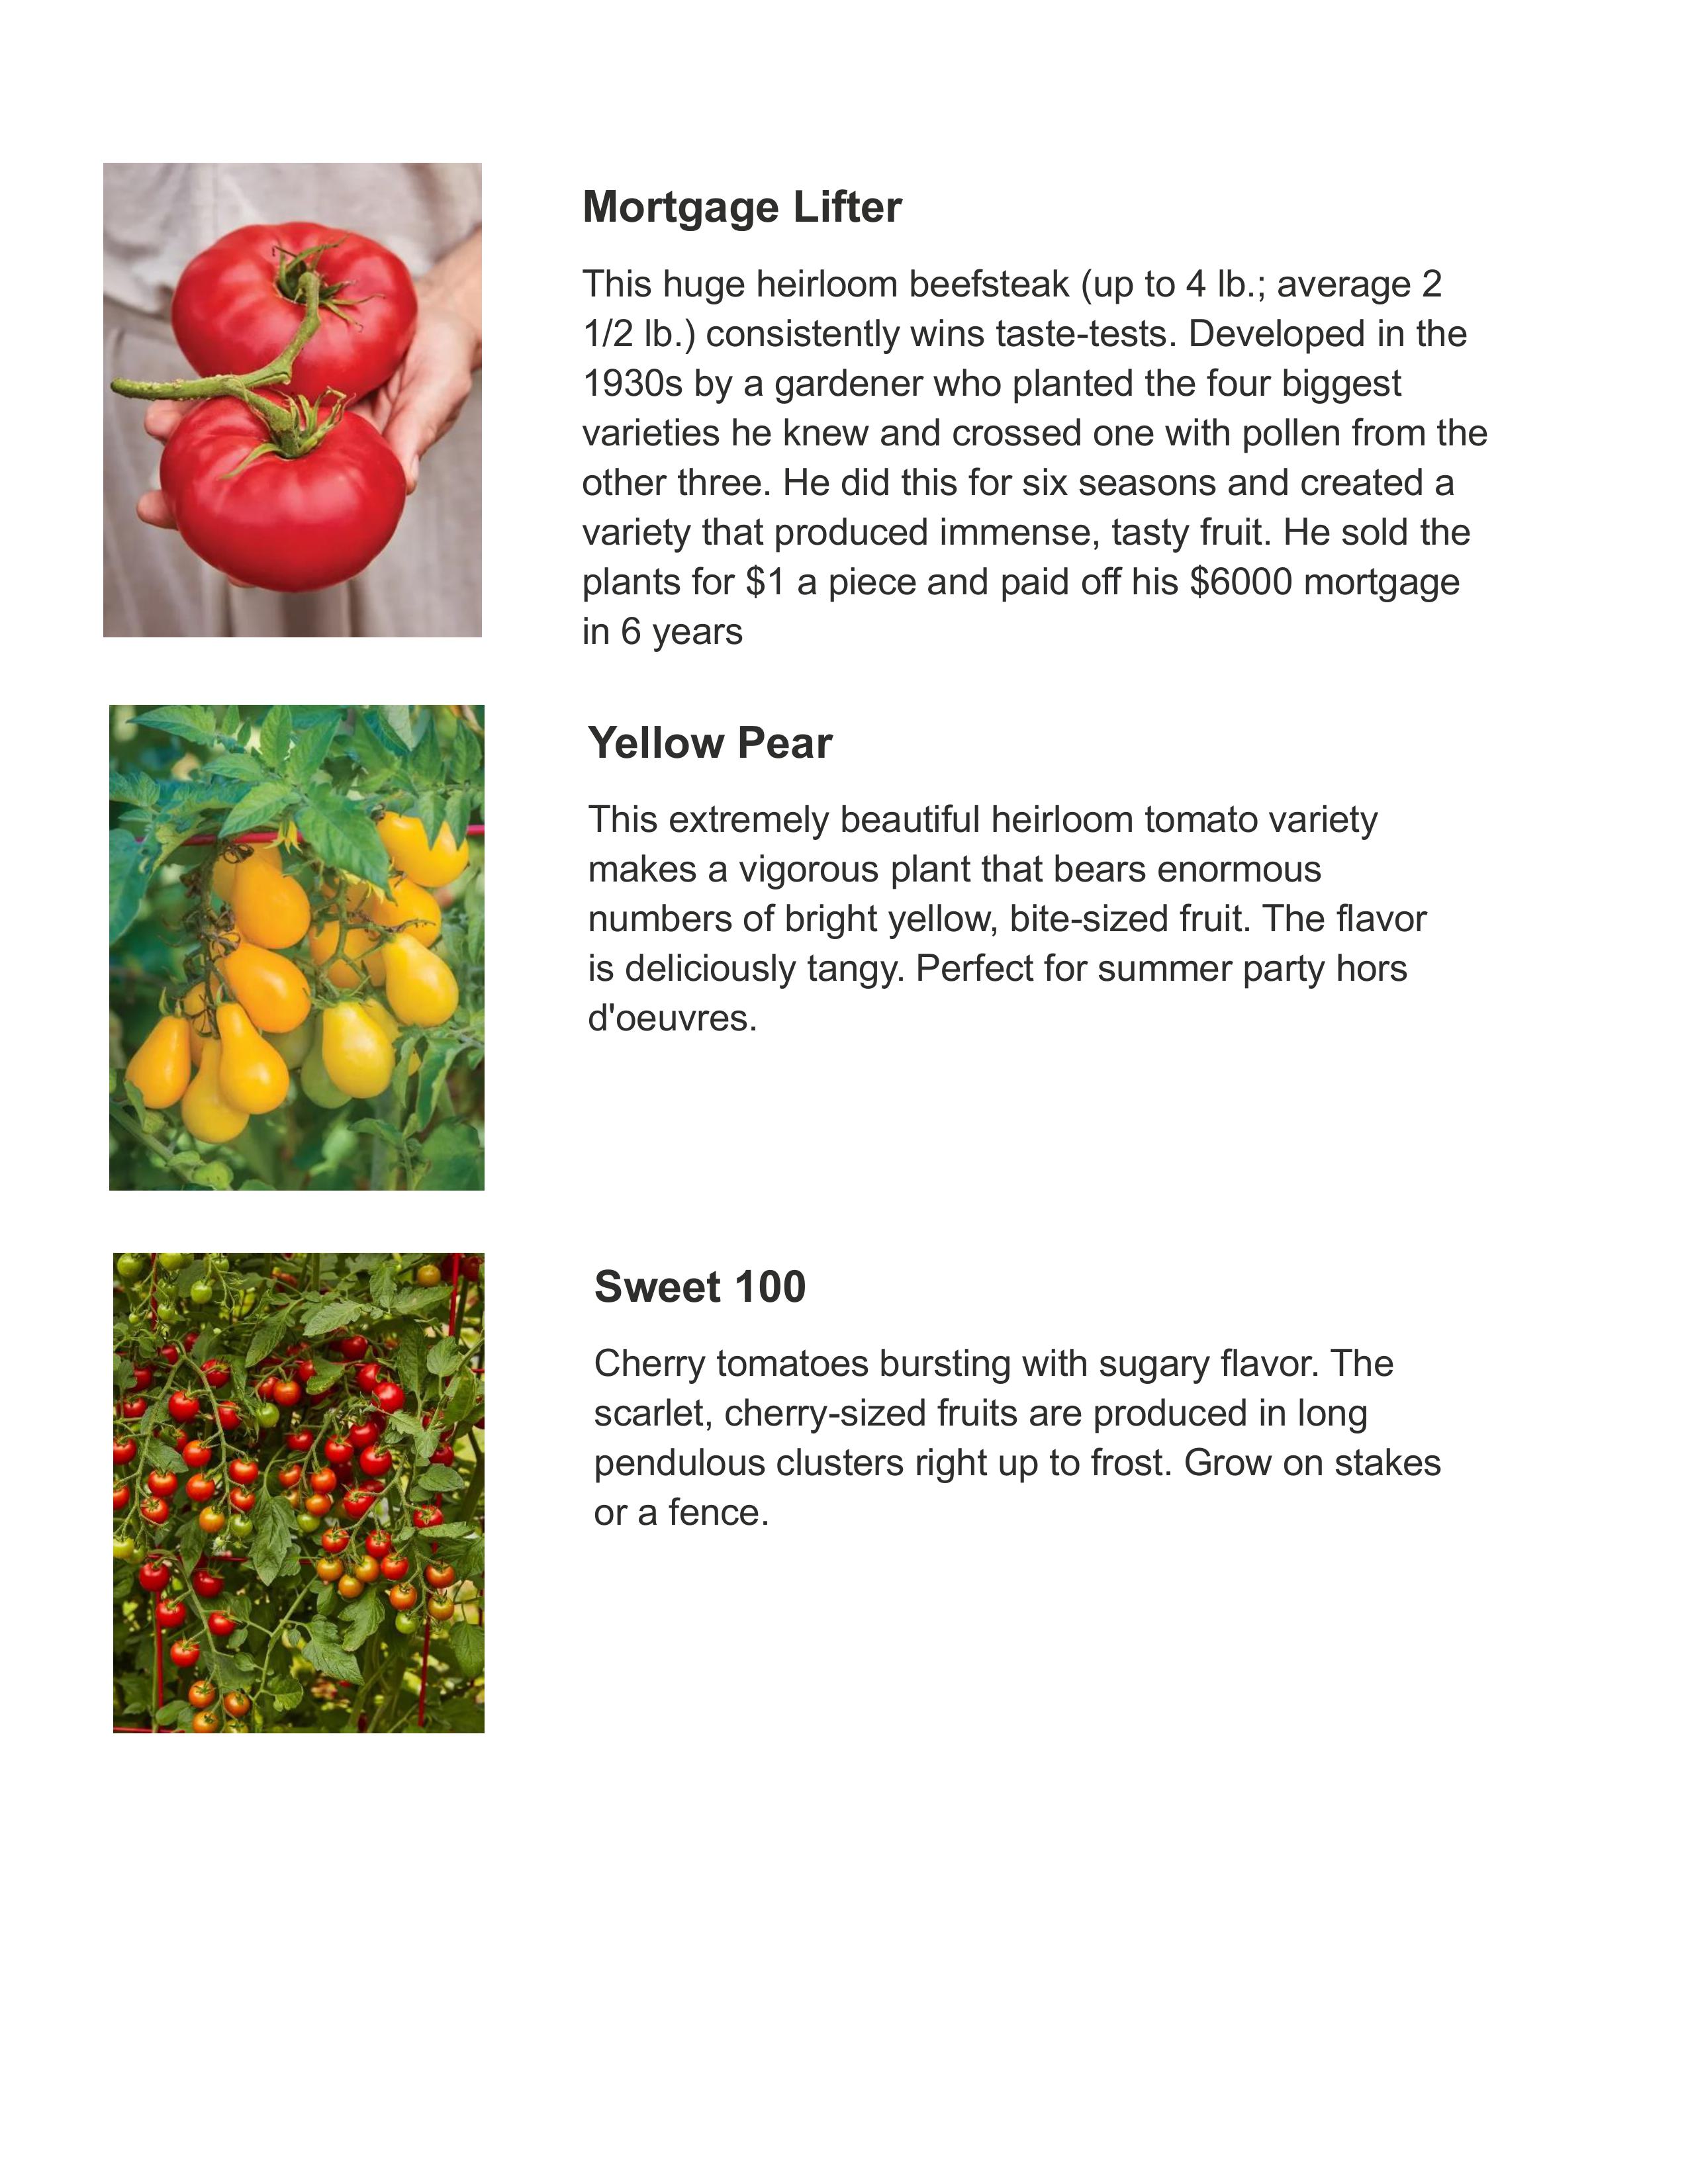 Mortgage Lifter
This huge heirloom beefsteak (up to 4 lb.; average 2
1/2 lb.) consistently wins taste-tests. Developed in the
1930s by a gardener who planted the four biggest
varieties he knew and crossed one with pollen from the
other three. He did this for six seasons and created a
variety that produced immense, tasty fruit. He sold the
plants for $1 a piece and paid off his $6000 mortgage
in 6 years
Yellow Pear
This extremely beautiful heirloom tomato variety
makes a vigorous plant that bears enormous
numbers of bright yellow, bite-sized fruit. The flavor
is deliciously tangy. Perfect for summer party hors
d'oeuvres.
Sweet 100
Cherry tomatoes bursting with sugary flavor. The
scarlet, cherry-sized fruits are produced in long
pendulous clusters right up to frost. Grow on stakes
or a fence.